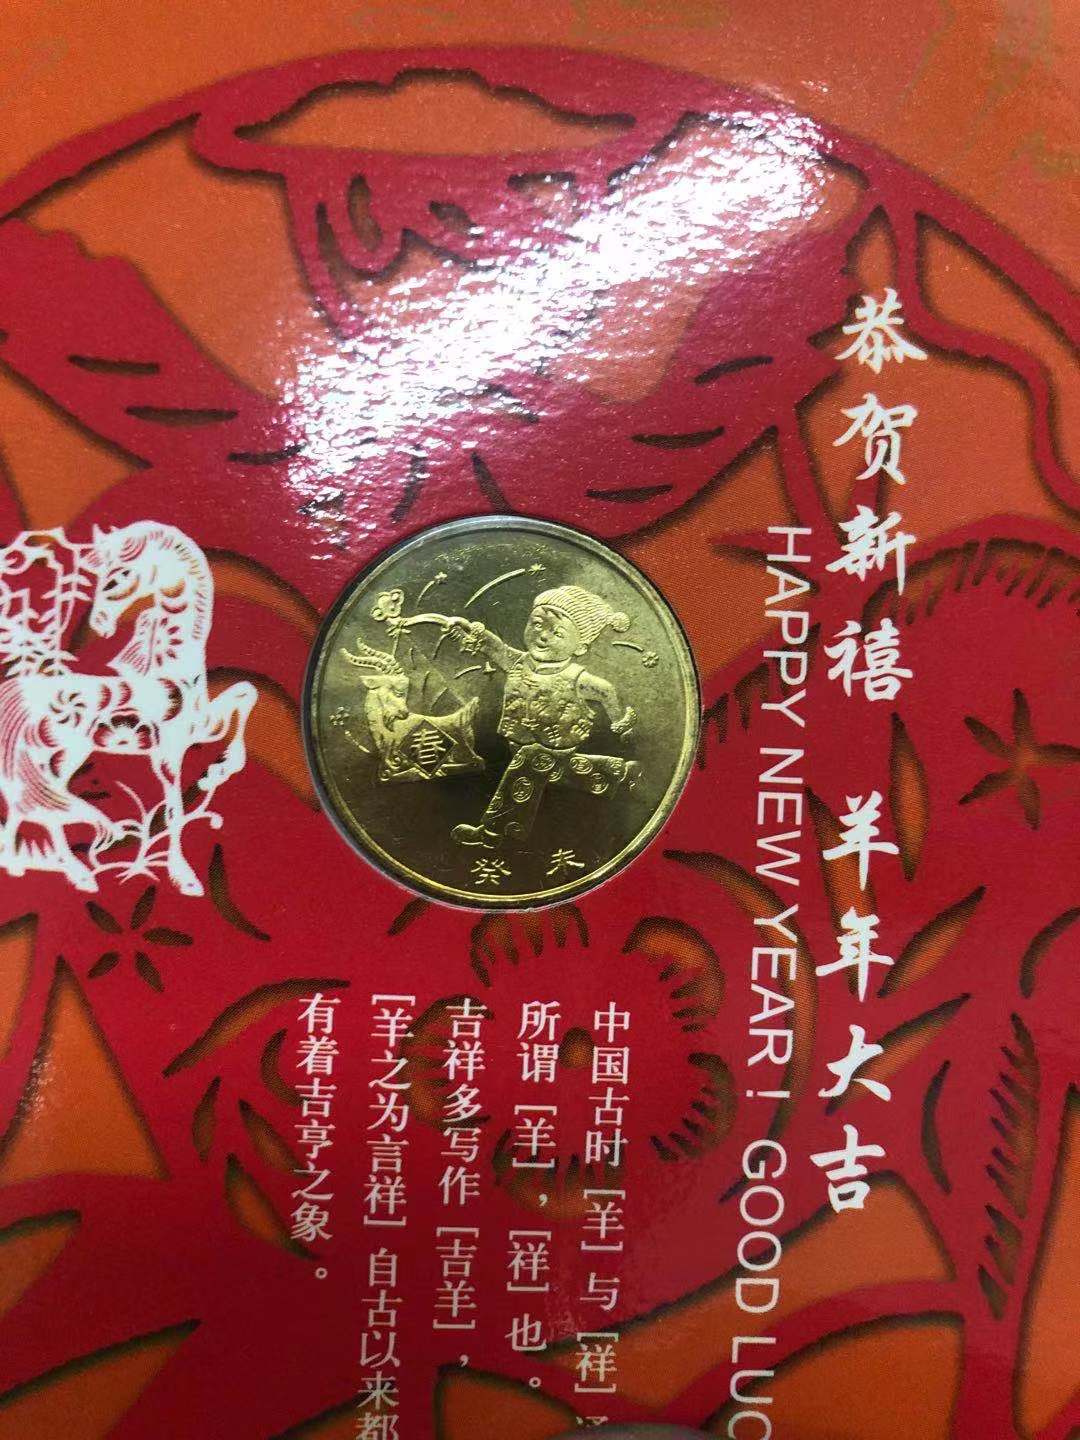 恭贺新禧 羊年大吉
HAPPY NEW YEAR! GOOD LUC
春
癸未
中国古时[羊]与[祥]
所谓[羊]，[祥]也。
吉祥多写作[吉羊]，
[羊之为言祥]自古以来都
有着吉亨之象。